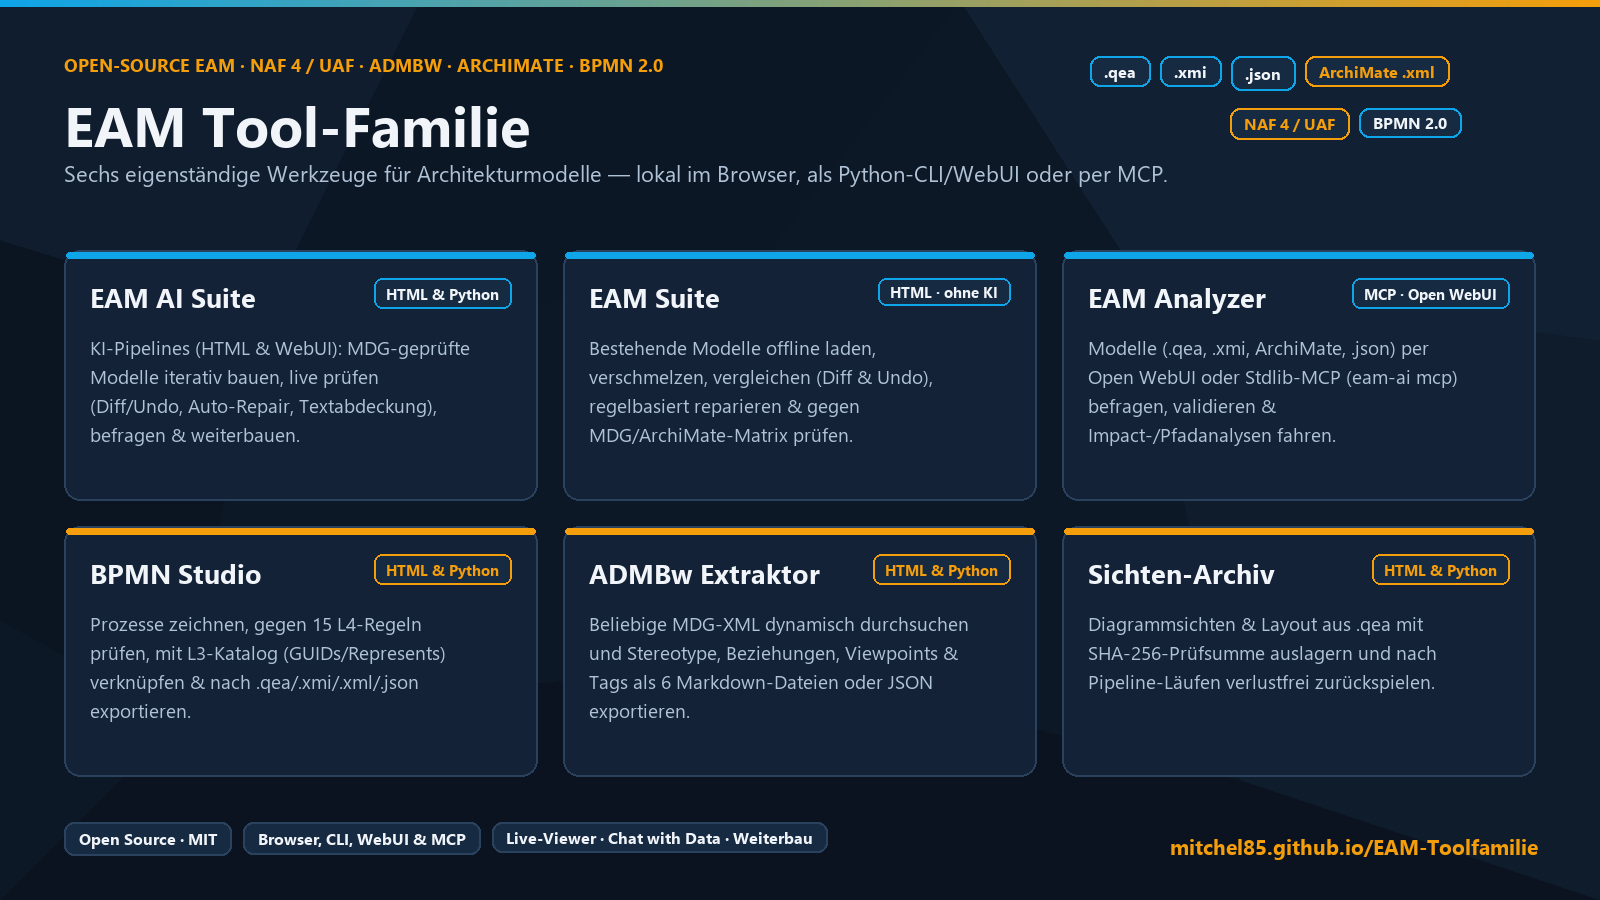 OPEN-SOURCE EAM · NAF 4 / UAF · ADMBW · ARCHIMATE · BPMN 2.0
.qea .xmi .json ArchiMate .xml
NAF 4 / UAF BPMN 2.0
EAM Tool-Familie
Sechs eigenständige Werkzeuge für Architekturmodelle — lokal im Browser, als Python-CLI/WebUI oder per MCP.
EAM AI Suite
HTML & Python
KI-Pipelines (HTML & WebUI): MDG-geprüfte
Modelle iterativ bauen, live prüfen
(Diff/Undo, Auto-Repair, Textabdeckung),
befragen & weiterbauen.
EAM Suite
HTML · ohne KI
Bestehende Modelle offline laden,
verschmelzen, vergleichen (Diff & Undo),
regelbasiert reparieren & gegen
MDG/ArchiMate-Matrix prüfen.
EAM Analyzer
MCP · Open WebUI
Modelle (.qea, .xmi, ArchiMate, .json) per
Open WebUI oder Stdlib-MCP (eam-ai mcp)
befragen, validieren &
Impact-/Pfadanalysen fahren.
BPMN Studio
HTML & Python
Prozesse zeichnen, gegen 15 L4-Regeln
prüfen, mit L3-Katalog (GUIDs/Represents)
verknüpfen & nach .qea/.xmi/.xml/.json
exportieren.
ADMBw Extraktor
HTML & Python
Beliebige MDG-XML dynamisch durchsuchen
und Stereotype, Beziehungen, Viewpoints &
Tags als 6 Markdown-Dateien oder JSON
exportieren.
Sichten-Archiv
HTML & Python
Diagrammsichten & Layout aus .qea mit
SHA-256-Prüfsumme auslagern und nach
Pipeline-Läufen verlustfrei zurückspielen.
Open Source · MIT
Browser, CLI, WebUI & MCP
Live-Viewer · Chat with Data · Weiterbau
mitchel85.github.io/EAM-Toolfamilie